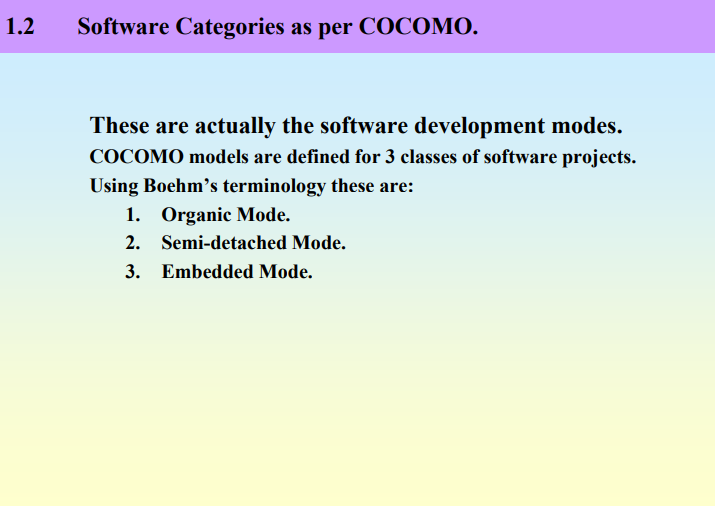 1.2 Software Categories as per COCOMO.
These are actually the software development modes.
COCOMO models are defined for 3 classes of software projects.
Using Boehm’s terminology these are:
1. Organic Mode.
2. Semi-detached Mode.
3. Embedded Mode.